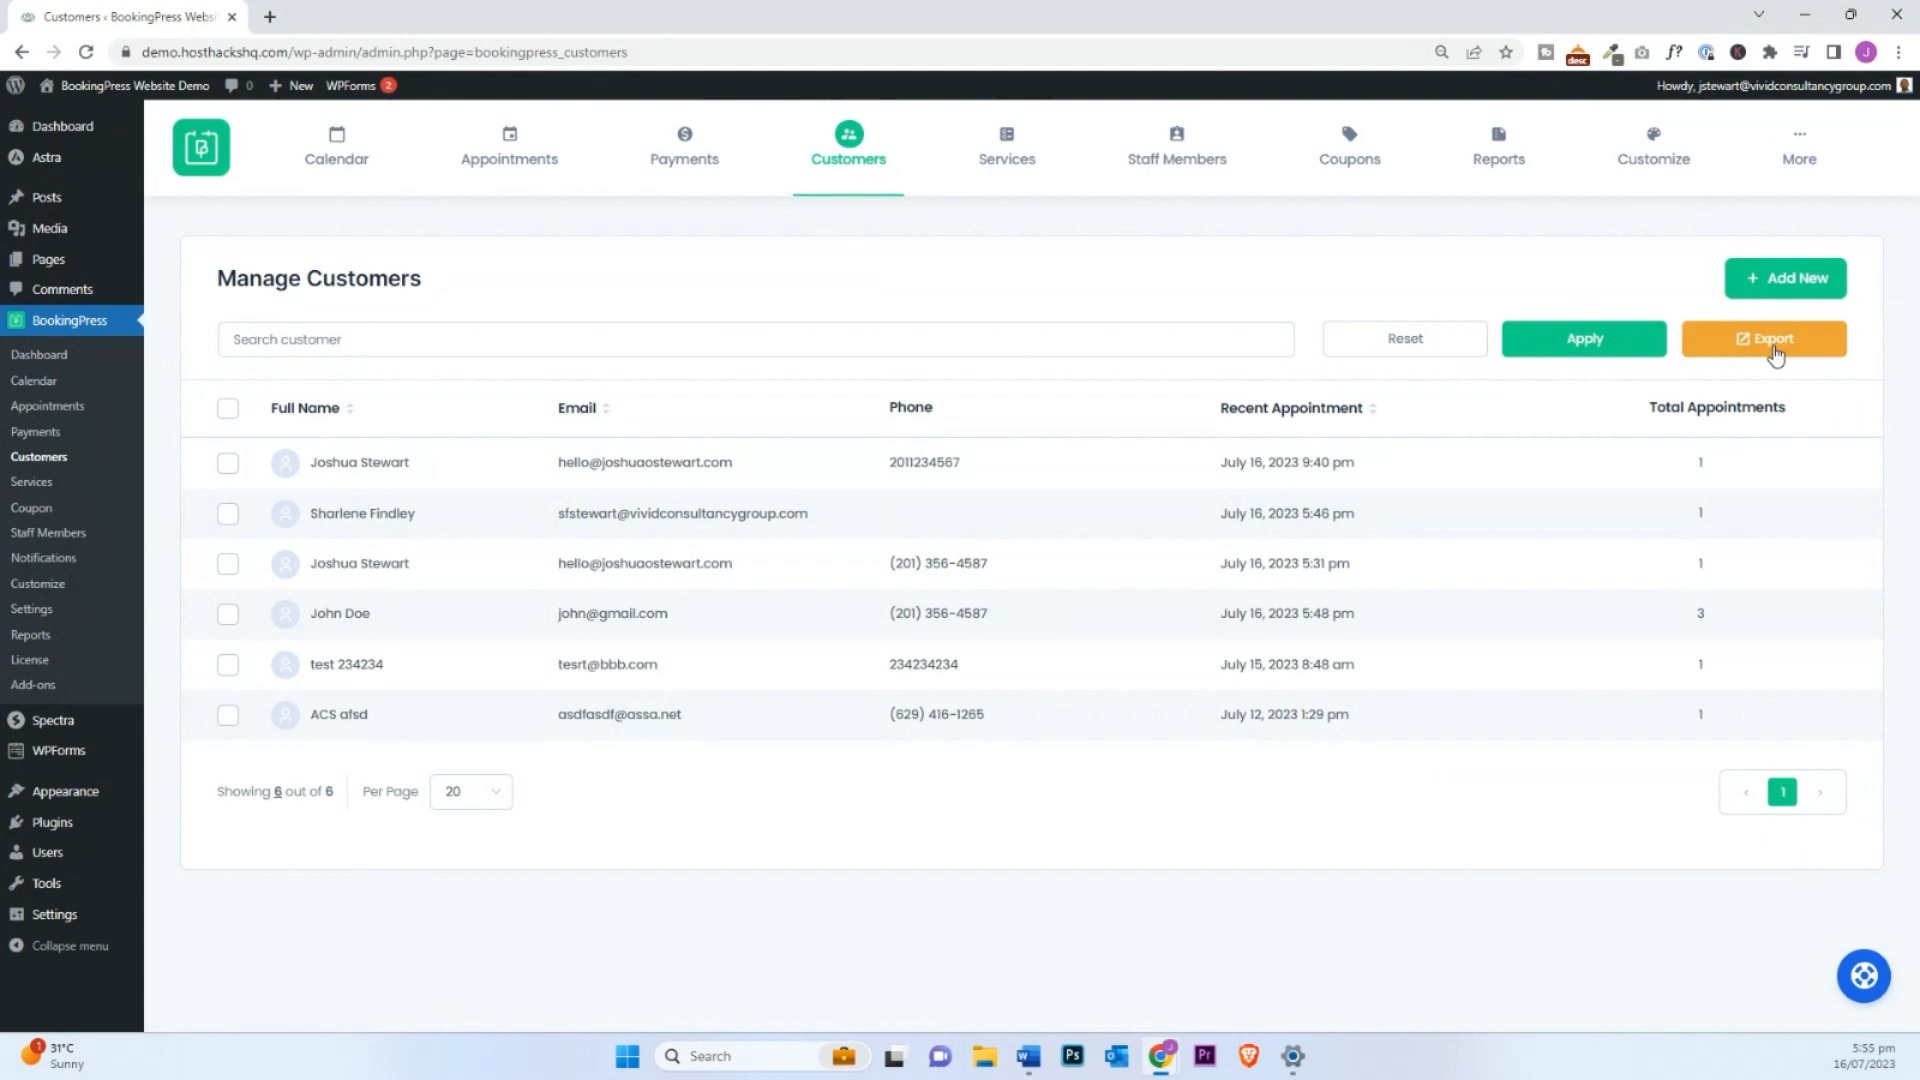 Customers ‹ BookingPress Websi
demo.hosthackshq.com/wp-admin/admin.php?page=bookingpress_customers
desc
f?
J
BookingPress Website Demo 0 New WPForms 2
Howdy, jstewart@vividconsultancygroup.com
Dashboard
Astra
Posts
Media
Pages
Comments
BookingPress
Dashboard
Calendar
Appointments
Payments
Customers
Services
Coupon
Staff Members
Notifications
Customize
Settings
Reports
License
Add-ons
Spectra
WPForms
Appearance
Plugins
Users
Tools
Settings
Collapse menu
Calendar Appointments Payments Customers Services Staff Members Coupons Reports Customize More
Manage Customers
+ Add New
Search customer
Reset Apply Export
Full Name Email Phone Recent Appointment Total Appointments
Joshua Stewart hello@joshuaostewart.com 2011234567 July 16, 2023 9:40 pm 1
Sharlene Findley sfstewart@vividconsultancygroup.com July 16, 2023 5:46 pm 1
Joshua Stewart hello@joshuaostewart.com (201) 356-4587 July 16, 2023 5:31 pm 1
John Doe john@gmail.com (201) 356-4587 July 16, 2023 5:48 pm 3
test 234234 tesrt@bbb.com 234234234 July 15, 2023 8:48 am 1
ACS afsd asdfasdf@assa.net (629) 416-1265 July 12, 2023 1:29 pm 1
Showing 6 out of 6 Per Page 20
‹ 1 ›
1
31°C
Sunny
Search
W
Ps
Pr
5:55 pm
16/07/2023